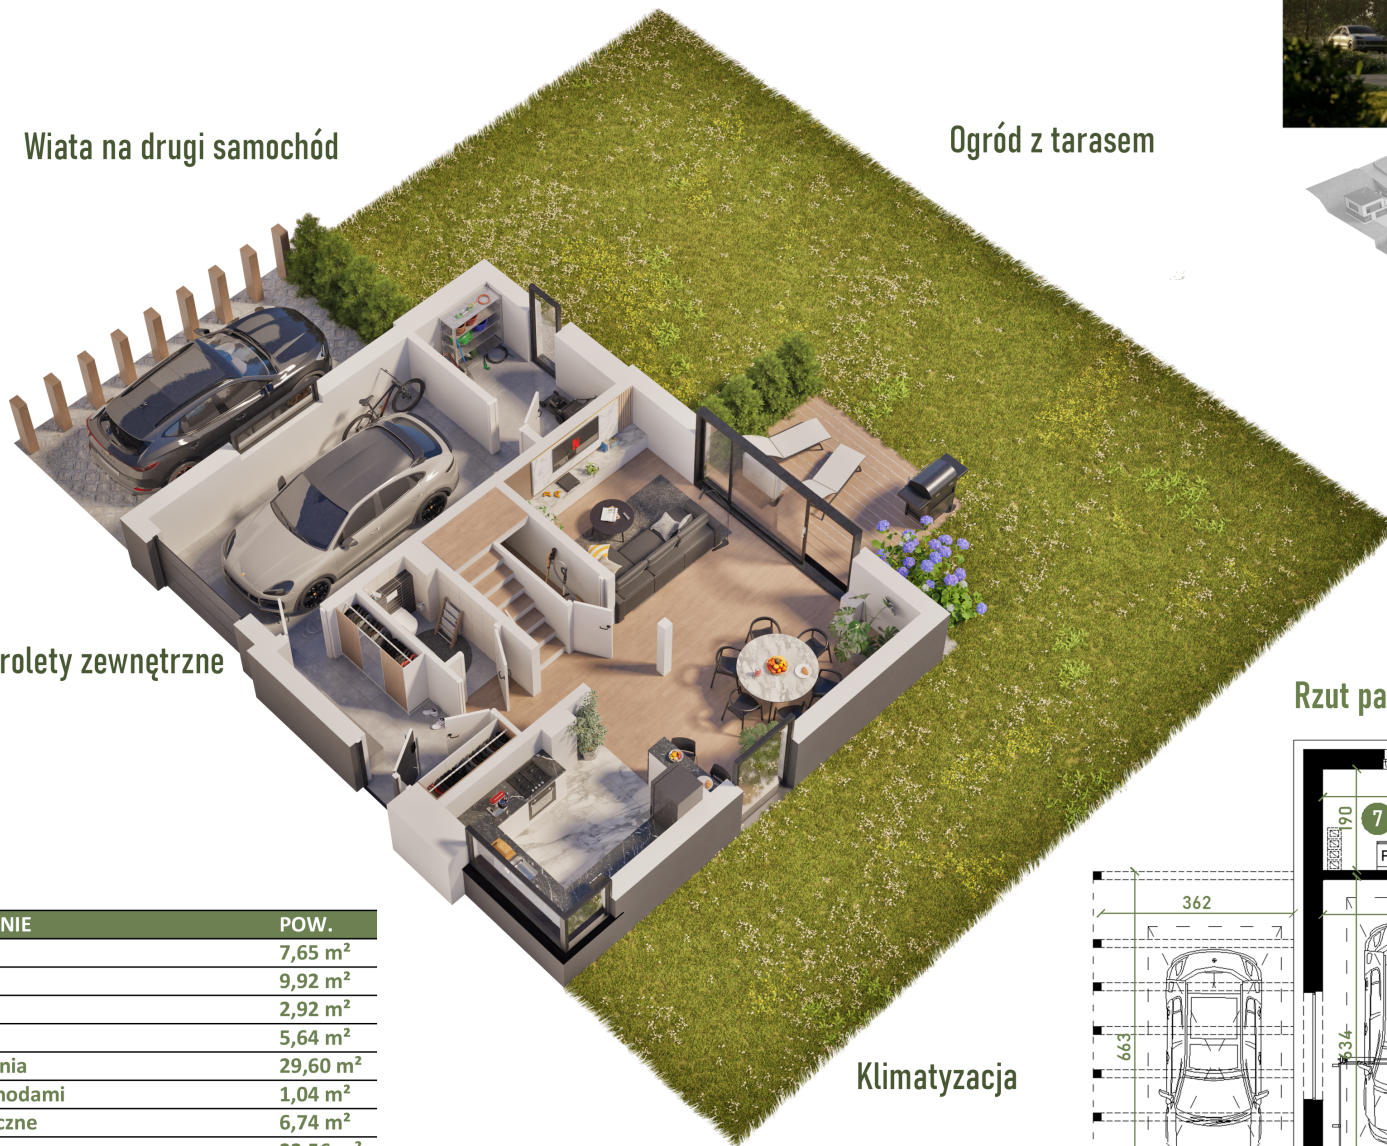 Wiata na drugi samochód
Ogród z tarasem
rolety zewnętrzne
Rzut pa
NIE POW.
7,65 m²
9,92 m²
2,92 m²
5,64 m²
nia 29,60 m²
hodami 1,04 m²
czne 6,74 m²
Klimatyzacja
190
7
362
663
634